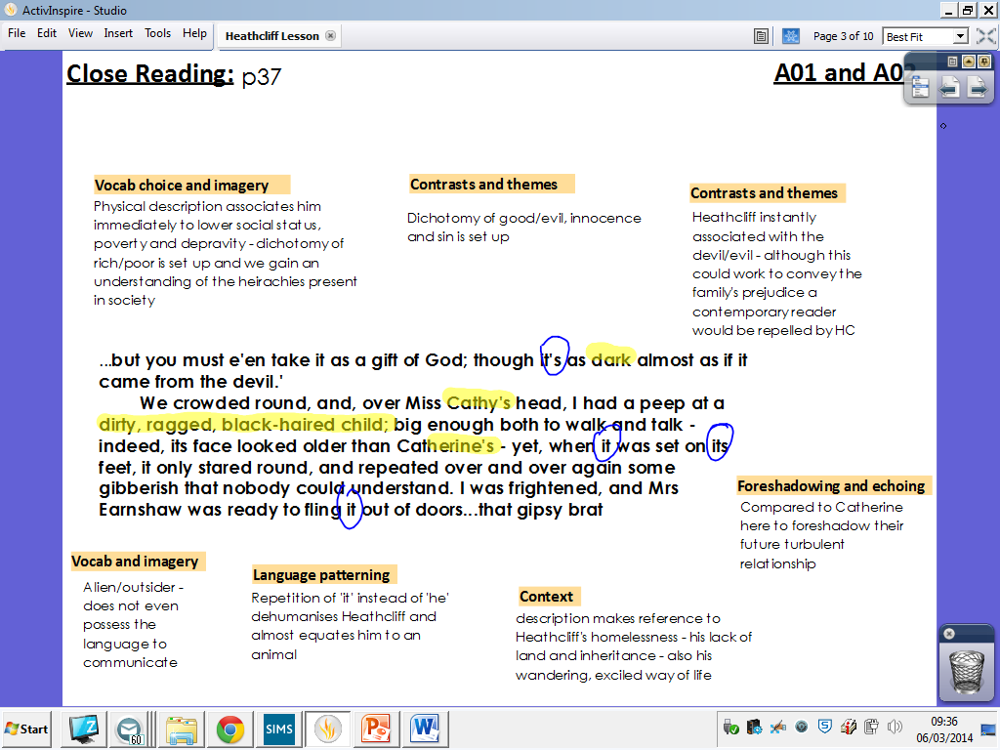 ActivInspire - Studio
File Edit View Insert Tools Help
Heathcliff Lesson
Page 3 of 10
Best Fit
Close Reading: p37
A01 and A02
Vocab choice and imagery
Physical description associates him
immediately to lower social status,
poverty and depravity - dichotomy of
rich/poor is set up and we gain an
understanding of the heirachies present
in society
Contrasts and themes
Dichotomy of good/evil, innocence
and sin is set up
Contrasts and themes
Heathcliff instantly
associated with the
devil/evil - although this
could work to convey the
family's prejudice a
contemporary reader
would be repelled by HC
...but you must e'en take it as a gift of God; though it's as dark almost as if it
came from the devil.'
We crowded round, and, over Miss Cathy's head, I had a peep at a
dirty, ragged, black-haired child; big enough both to walk and talk -
indeed, its face looked older than Catherine's - yet, when it was set on its
feet, it only stared round, and repeated over and over again some
gibberish that nobody could understand. I was frightened, and Mrs
Earnshaw was ready to fling it out of doors...that gipsy brat
Foreshadowing and echoing
Compared to Catherine
here to foreshadow their
future turbulent
relationship
Vocab and imagery
Alien/outsider -
does not even
possess the
language to
communicate
Language patterning
Repetition of 'it' instead of 'he'
dehumanises Heathcliff and
almost equates him to an
animal
Context
description makes reference to
Heathcliff's homelessness - his lack of
land and inheritance - also his
wandering, exciled way of life
Start
60
SIMS
09:36
06/03/2014